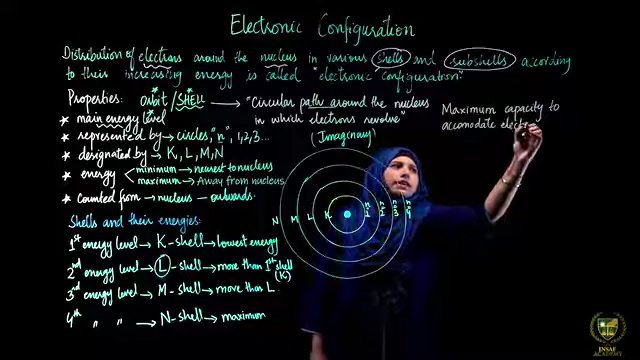 Electronic Configuration
Distribution of electrons around the nucleus in various shells and subshells according
to their increasing energy is called "electronic configuration."
Properties: orbit / SHELL → "Circular path around the nucleus
in which electrons revolve"
(Imaginary)
* main energy level
* represented by → circles, "n", 1, 2, 3...
* designated by → K, L, M, N
* energy minimum → nearest to nucleus
maximum → Away from nucleus
* counted from → nucleus – outwards.
Maximum capacity to
accomodate electro
N M L K
Shells and their energies:
1st energy level → K - shell → lowest energy
2nd energy level → L - shell → more than 1st shell
(K)
3rd energy level → M - shell → more than L
4th " " → N - shell → maximum
ENSAF
ACADEMY